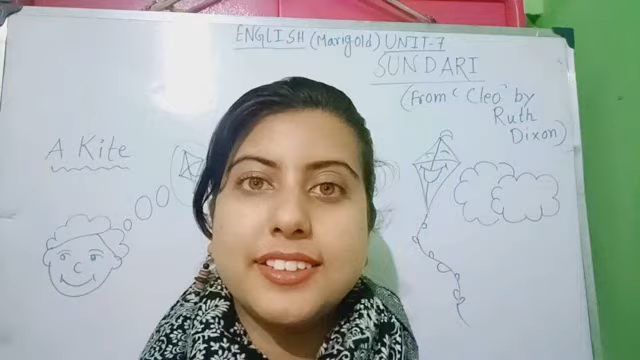 ENGLISH (Marigold) UNIT-7
SUNDARI
(From 'Cleo' by
Ruth
Dixon)
A Kite